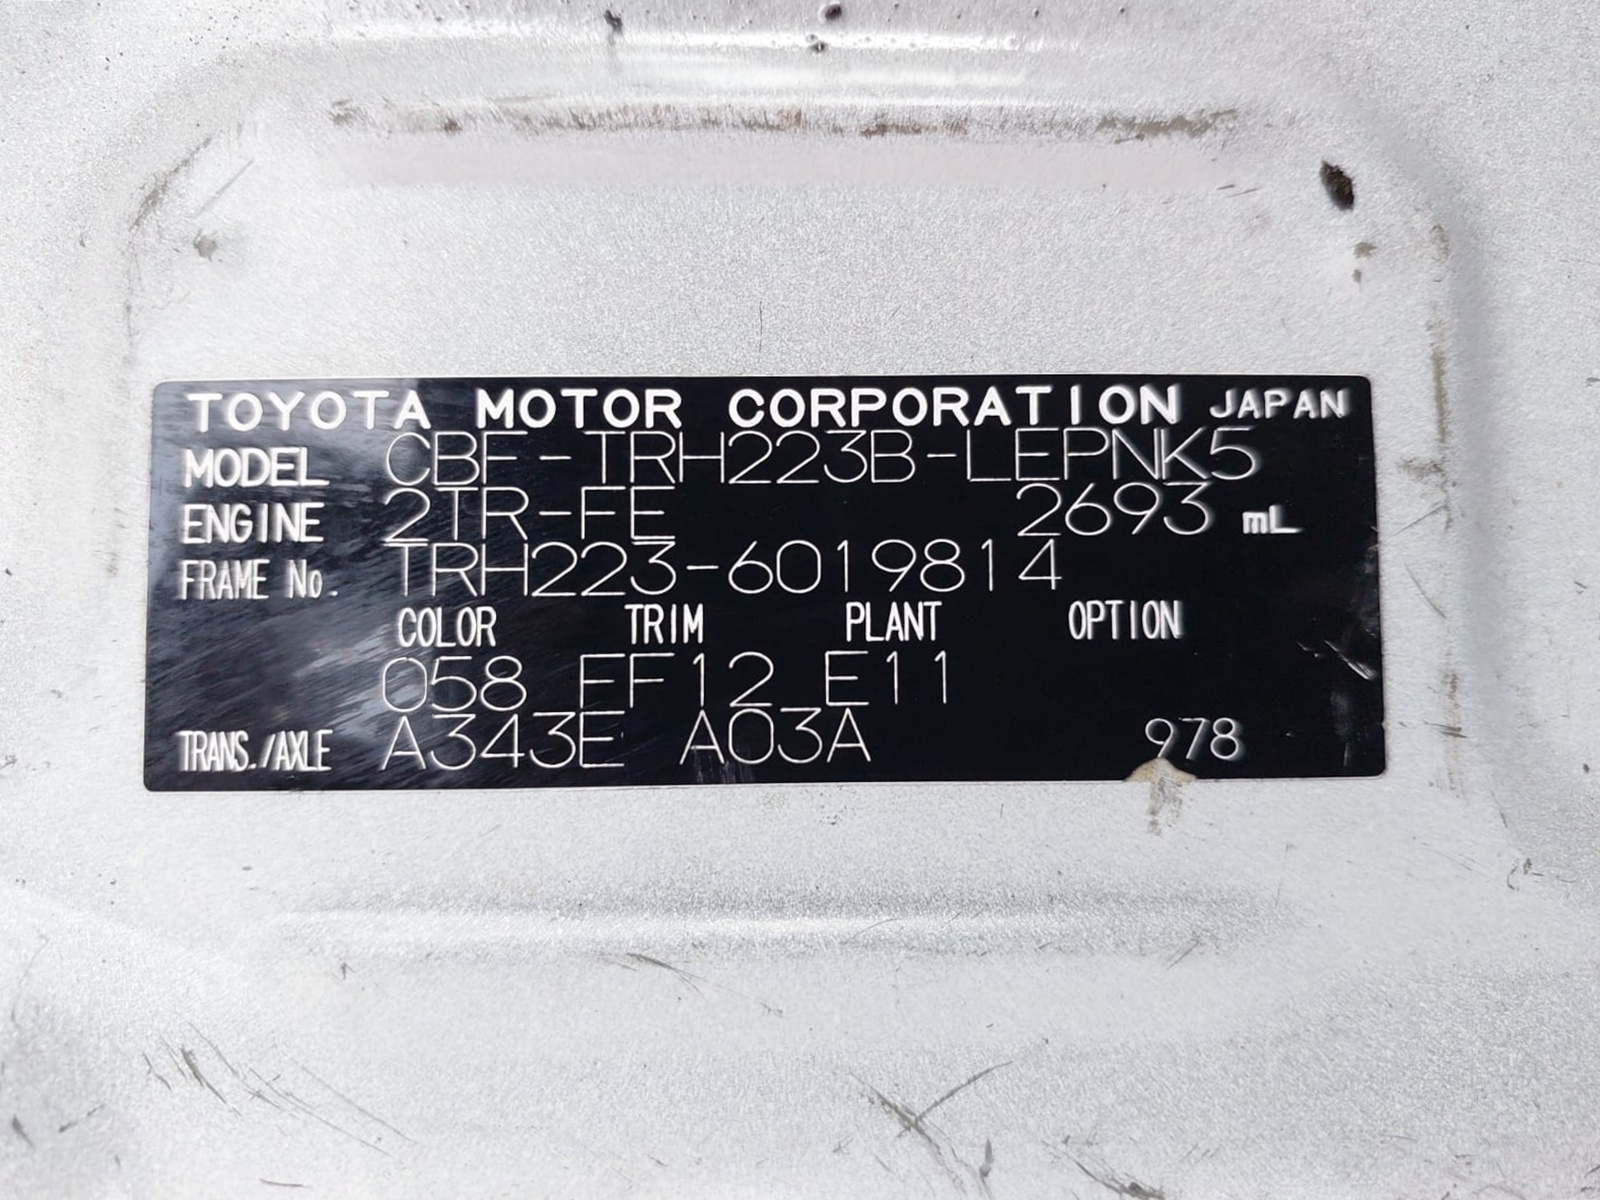 TOYOTA MOTOR CORPORATION JAPAN
MODEL CBF-TRH223B-LEPNK5
ENGINE 2TR-FE 2693 mL
FRAME No. TRH223-6019814
COLOR TRIM PLANT OPTION
058 FF12 E11
TRANS./AXLE A343E A03A 978